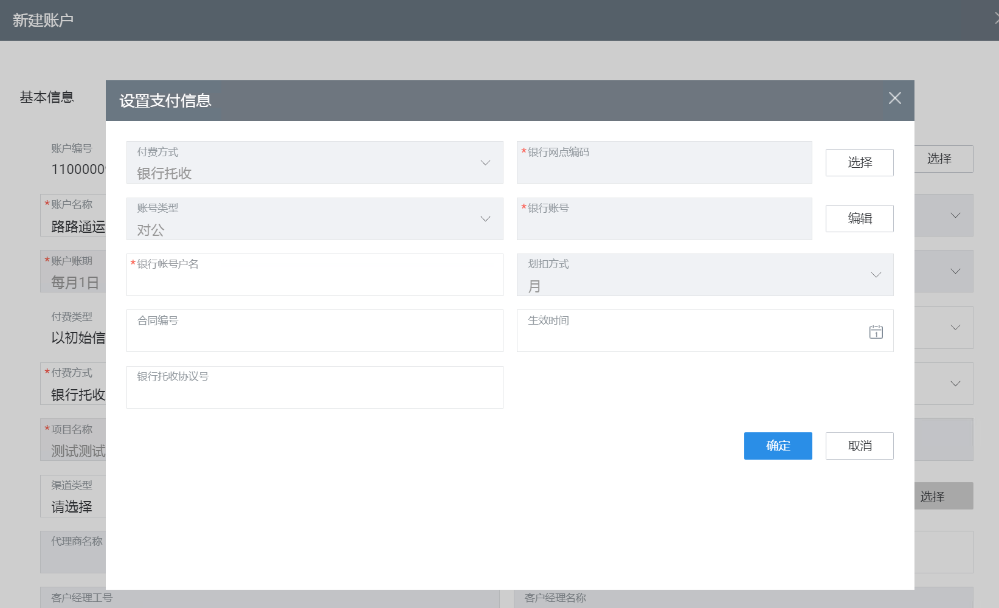 新建账户
基本信息
设置支付信息
账户编号
11000000
选择
*账户名称
路路通运
*账户账期
每月1日
付费类型
以初始信
*付费方式
银行托收
*项目名称
测试测试
渠道类型
请选择
选择
代理商名称
客户经理工号
客户经理名称
付费方式
银行托收
*银行网点编码
选择
账号类型
对公
*银行账号
编辑
*银行帐号户名
划扣方式
月
合同编号
生效时间
1
银行托收协议号
确定
取消